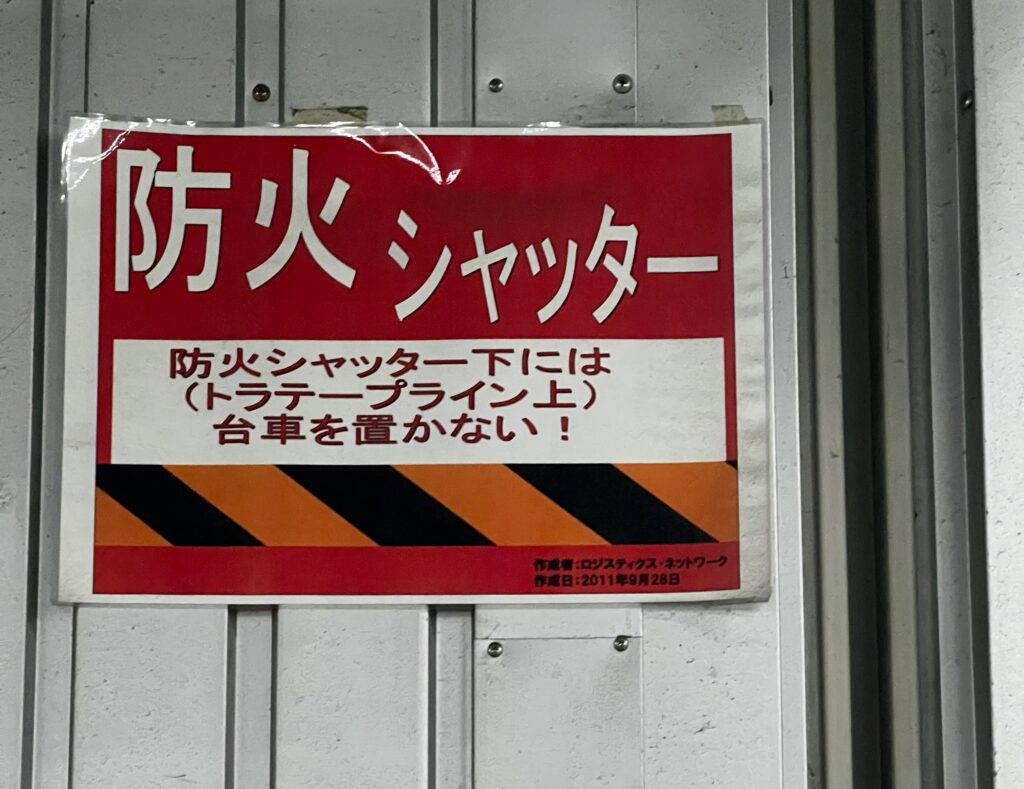 防火シャッター
防火シャッター下には
（トラテープライン上）
台車を置かない！
作成者：ロジスティクス・ネットワーク
作成日：2011年9月28日